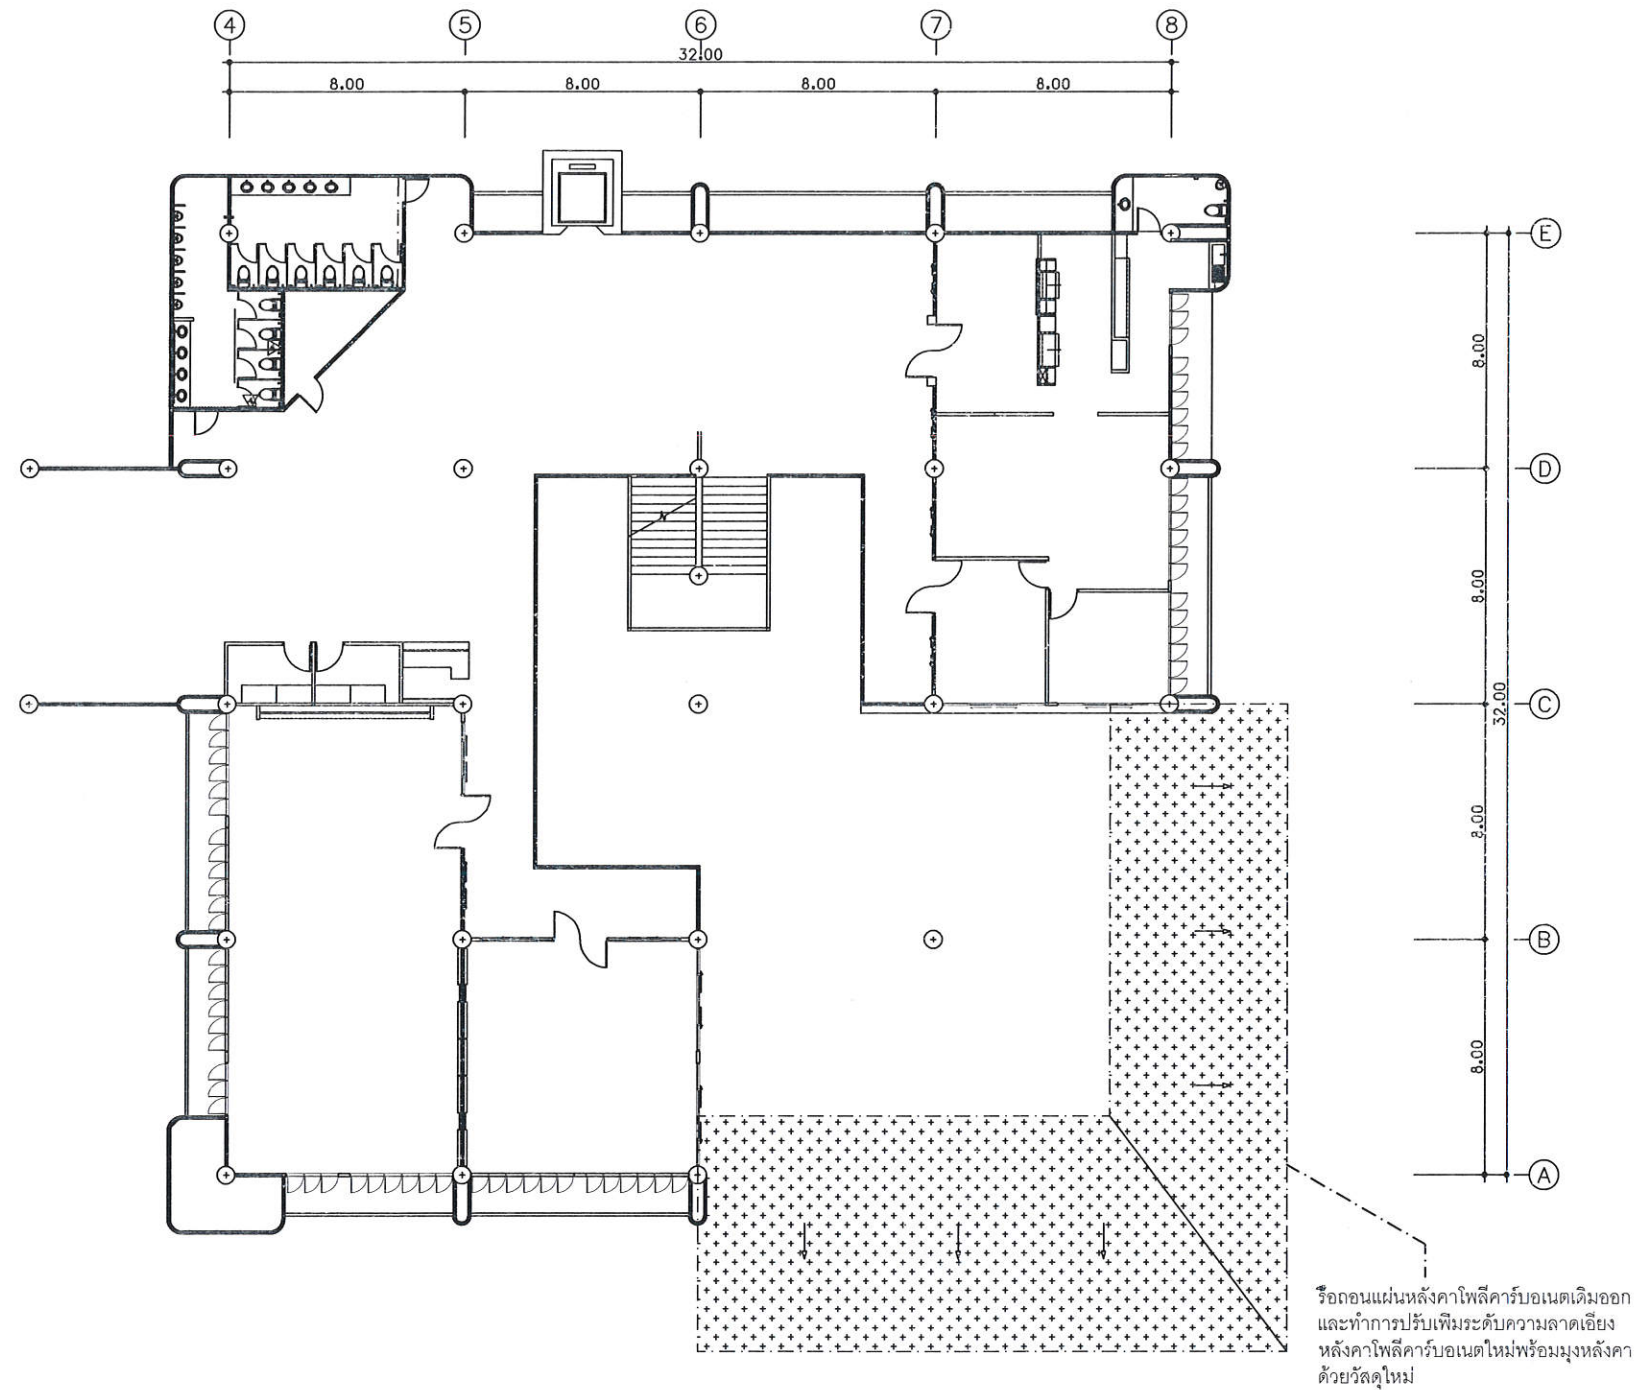 4 5 6 7 8
32.00
8.00 8.00 8.00 8.00
E
8.00
D
8.00
32.00
C
8.00
B
8.00
A
รื้อถอนแผ่นหลังคาโพลีคาร์บอเนตเดิมออก
และทำการปรับเพิ่มระดับความลาดเอียง
หลังคาโพลีคาร์บอเนตใหม่พร้อมมุงหลังคา
ด้วยวัสดุใหม่